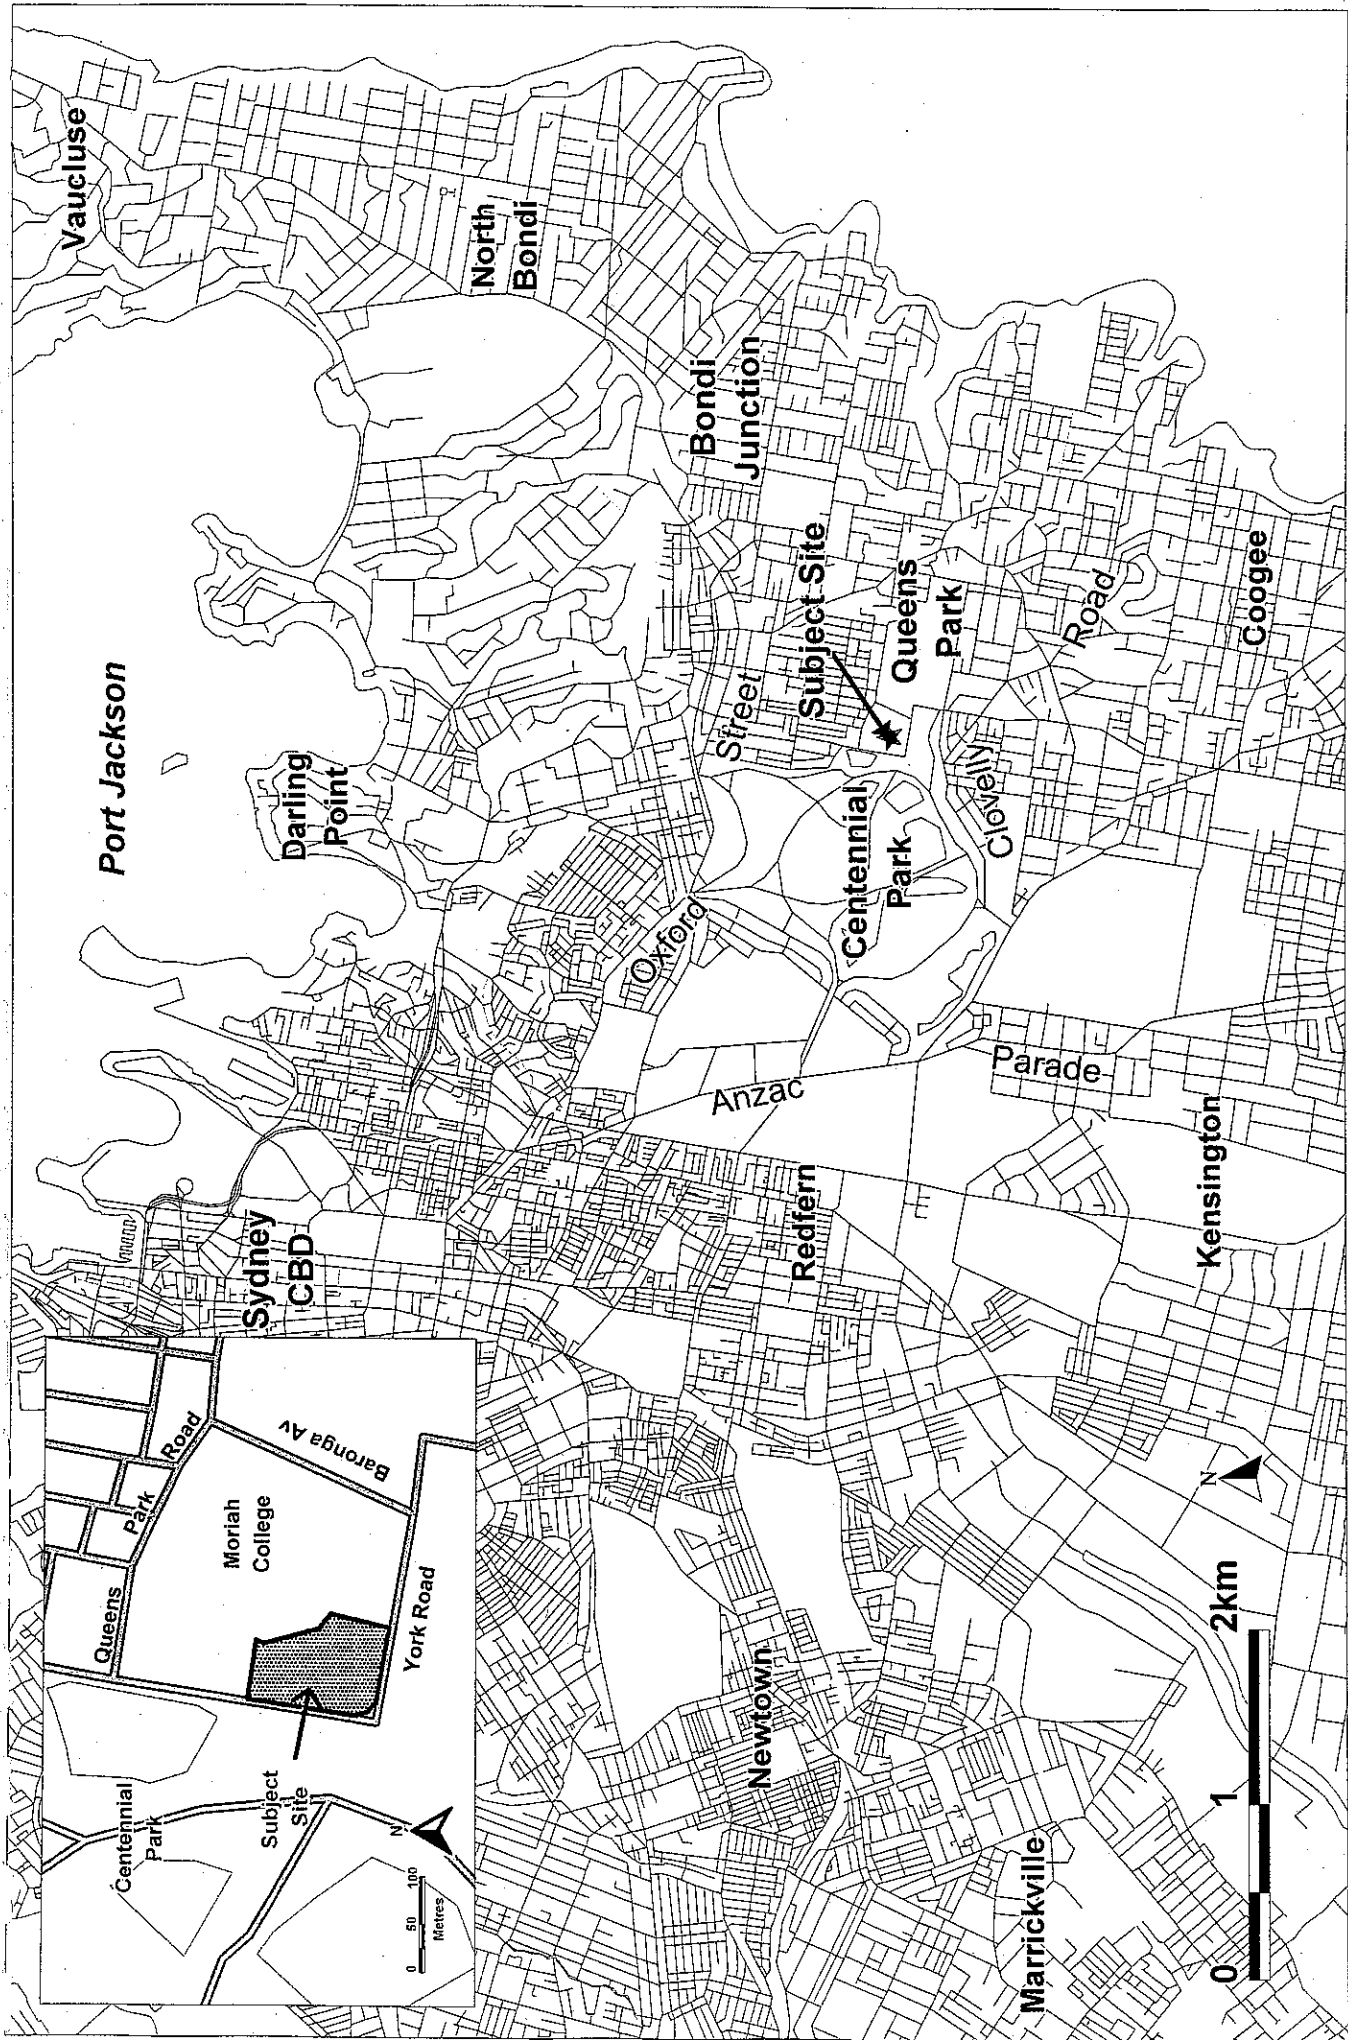 Vaucluse
North
Bondi
Port Jackson
Darling
Point
Bondi
Junction
Subject Site
Queens
Park
Street
Oxford
Centennial
Park
Clovelly
Road
Coogee
Anzac
Parade
Kensington
Redfern
Sydney
CBD
Newtown
Marrickville
N
0 1 2km
Queens Park Road
Baronga Av
Moriah
College
York Road
Centennial
Park
Subject
Site
N
0 50 100
Metres